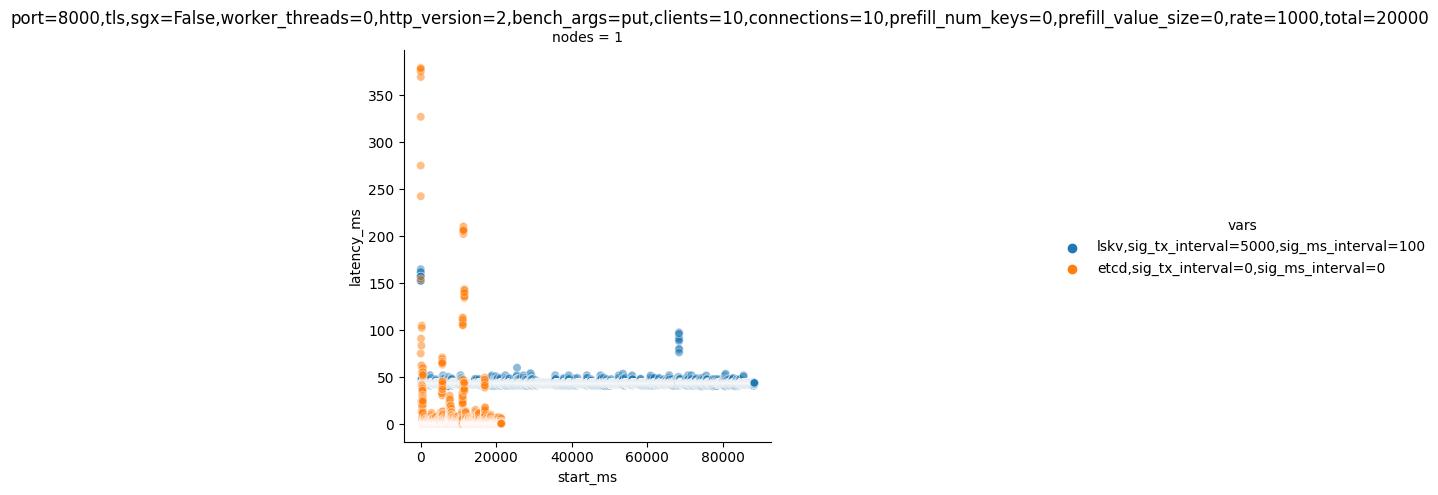 port=8000,tls,sgx=False,worker_threads=0,http_version=2,bench_args=put,clients=10,connections=10,prefill_num_keys=0,prefill_value_size=0,rate=1000,total=20000
nodes = 1
350
300
250
200
150
100
50
0
latency_ms
0
20000
40000
60000
80000
start_ms
vars
lskv,sig_tx_interval=5000,sig_ms_interval=100
etcd,sig_tx_interval=0,sig_ms_interval=0